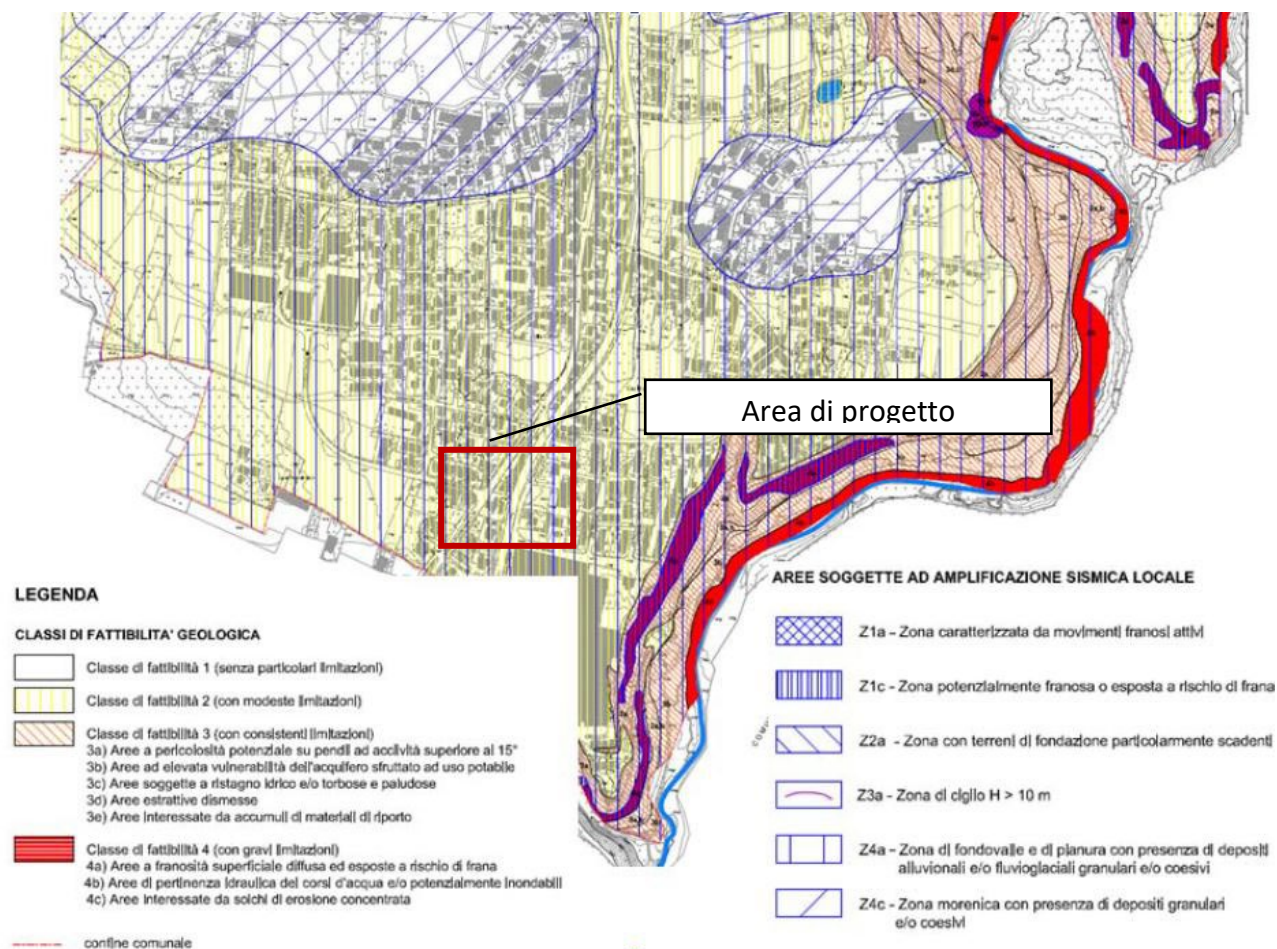 Area di progetto
LEGENDA
CLASSI DI FATTIBILITA' GEOLOGICA
Classe di fattibilità 1 (senza particolari limitazioni)
Classe di fattibilità 2 (con modeste limitazioni)
Classe di fattibilità 3 (con consistenti limitazioni)
3a) Aree a pericolosità potenziale su pendii ad acclività superiore al 15°
3b) Aree ad elevata vulnerabilità dell'acquifero sfruttato ad uso potabile
3c) Aree soggette a ristagno idrico e/o torbose e paludose
3d) Aree estrattive dismesse
3e) Aree interessate da accumuli di materiali di riporto
Classe di fattibilità 4 (con gravi limitazioni)
4a) Aree a franosità superficiale diffusa ed esposte a rischio di frana
4b) Aree di pertinenza idraulica dei corsi d'acqua e/o potenzialmente inondabili
4c) Aree interessate da solchi di erosione concentrata
confine comunale
AREE SOGGETTE AD AMPLIFICAZIONE SISMICA LOCALE
Z1a - Zona caratterizzata da movimenti franosi attivi
Z1c - Zona potenzialmente franosa o esposta a rischio di frana
Z2a - Zona con terreni di fondazione particolarmente scadenti
Z3a - Zona di ciglio H > 10 m
Z4a - Zona di fondovalle e di pianura con presenza di depositi
alluvionali e/o fluvioglaciali granulari e/o coesivi
Z4c - Zona morenica con presenza di depositi granulari
e/o coesivi